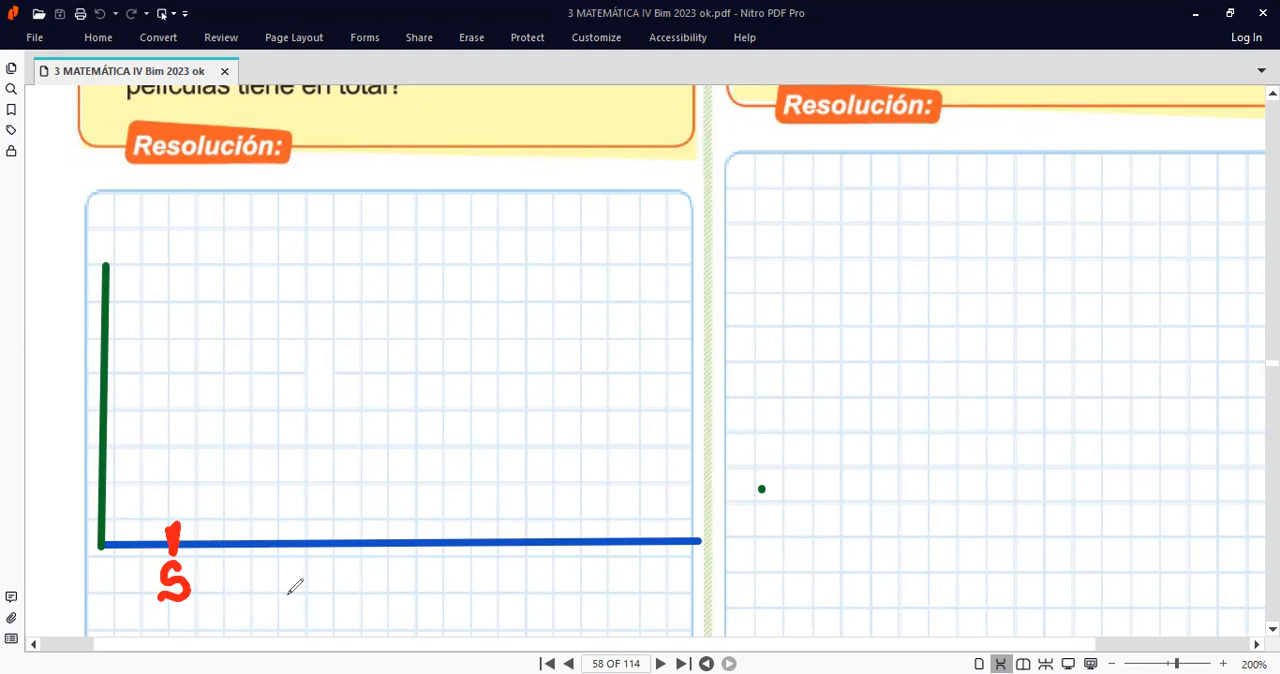 3 MATEMÁTICA IV Bim 2023 ok.pdf - Nitro PDF Pro
File Home Convert Review Page Layout Forms Share Erase Protect Customize Accessibility Help Log In
3 MATEMÁTICA IV Bim 2023 ok
películas tiene en total?
Resolución:
Resolución:
5
58 OF 114
200%